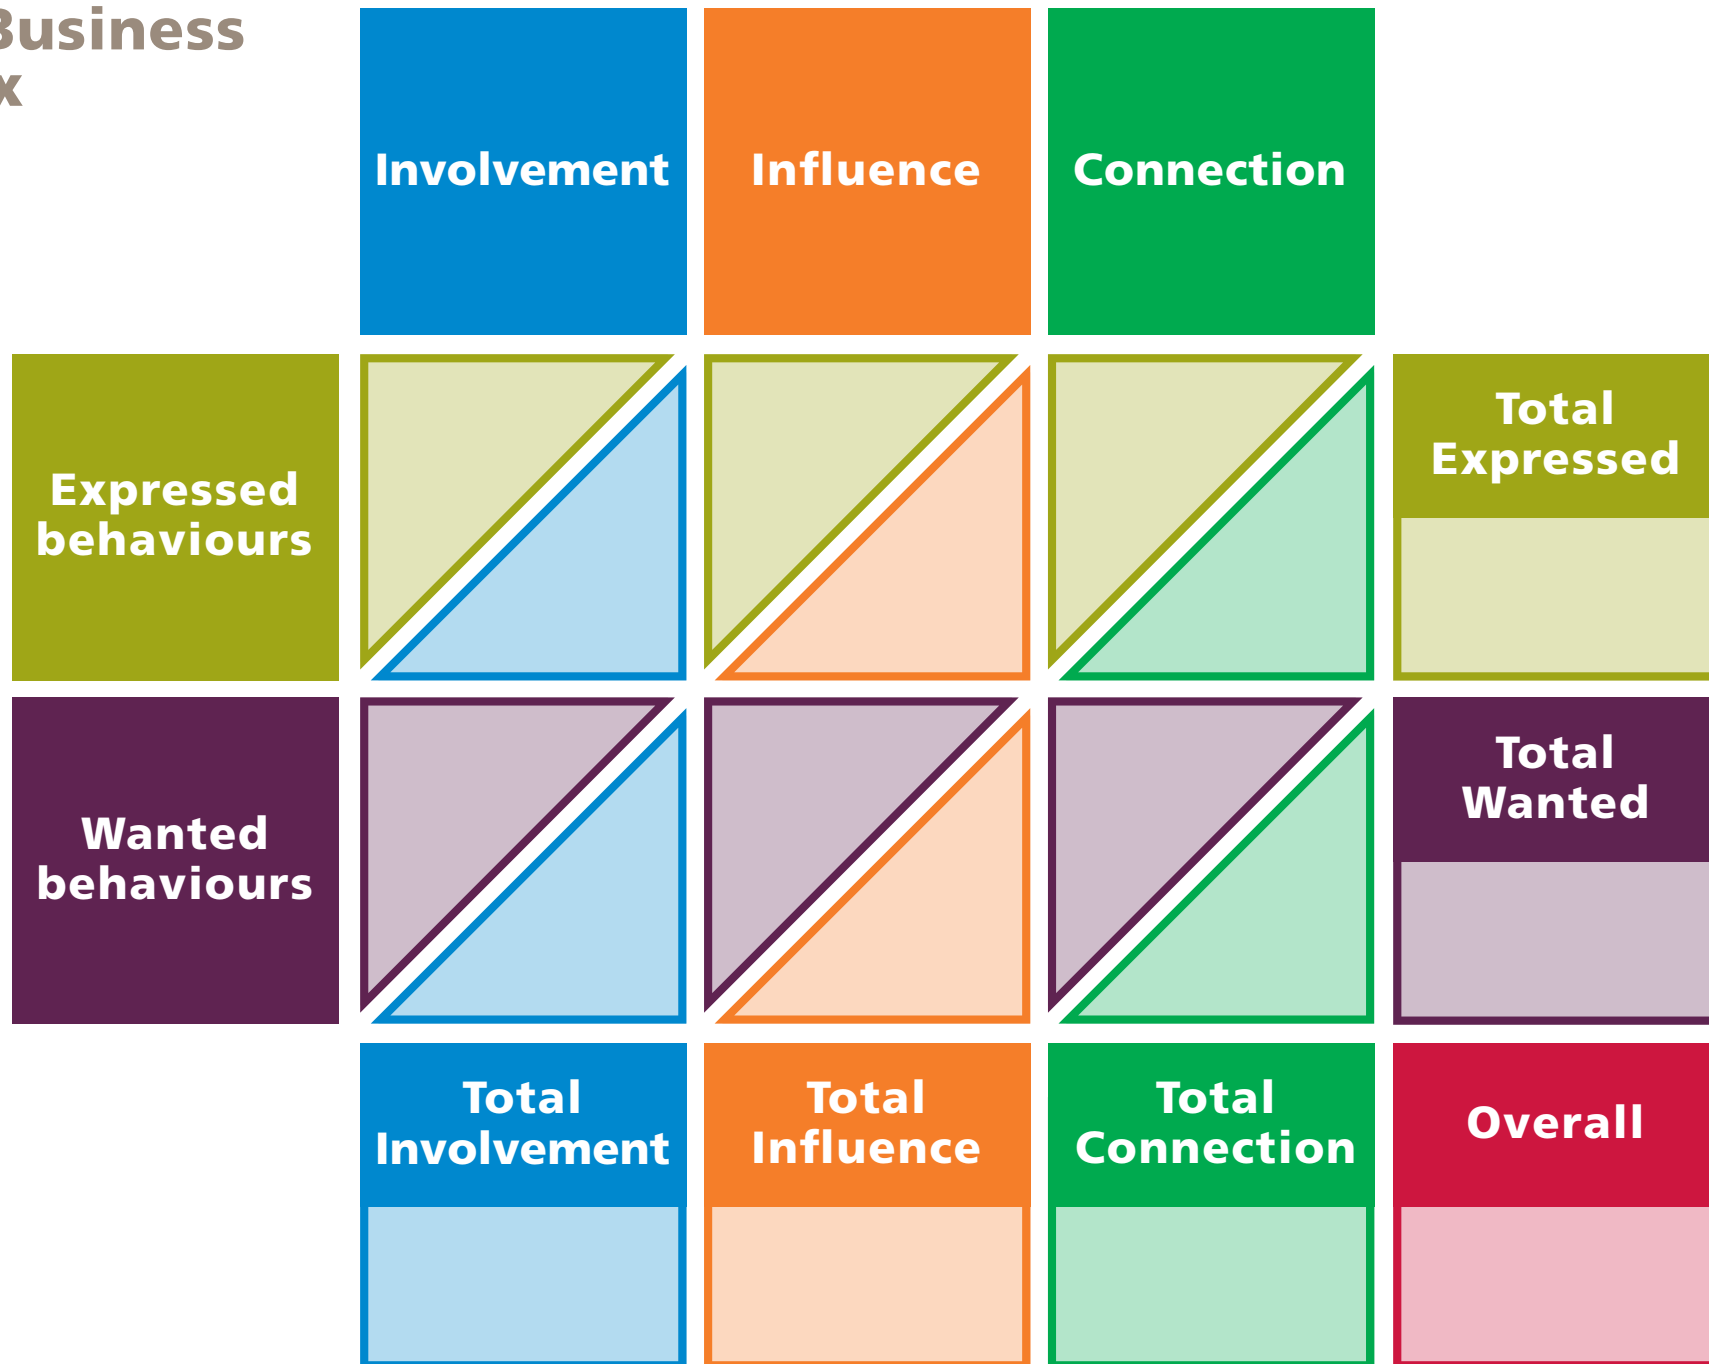 Business
x
Involvement
Influence
Connection
Expressed
behaviours
Total
Expressed
Wanted
behaviours
Total
Wanted
Total
Involvement
Total
Influence
Total
Connection
Overall